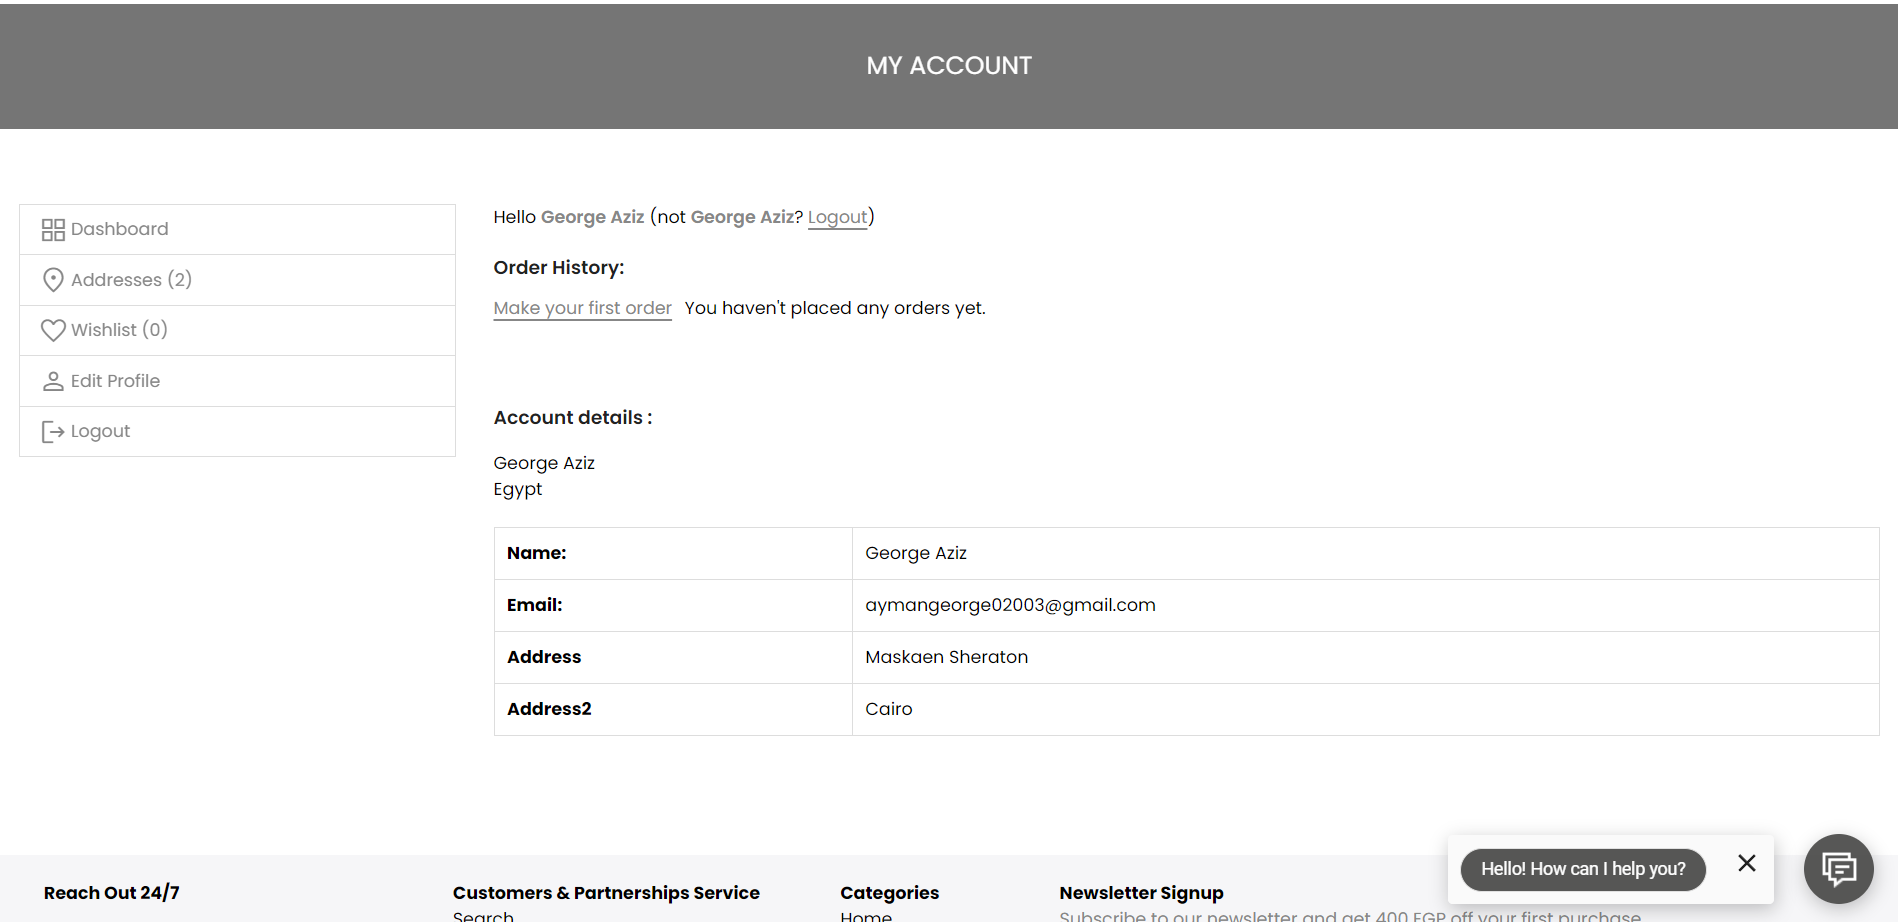 MY ACCOUNT
Dashboard
Addresses (2)
Wishlist (0)
Edit Profile
Logout
Hello George Aziz (not George Aziz? Logout)
Order History:
Make your first order You haven't placed any orders yet.
Account details :
George Aziz
Egypt
Name: George Aziz
Email: aymangeorge02003@gmail.com
Address Maskaen Sheraton
Address2 Cairo
Hello! How can I help you?
Reach Out 24/7
Customers & Partnerships Service
Search
Categories
Home
Newsletter Signup
Subscribe to our newsletter and get 400 EGP off your first purchase